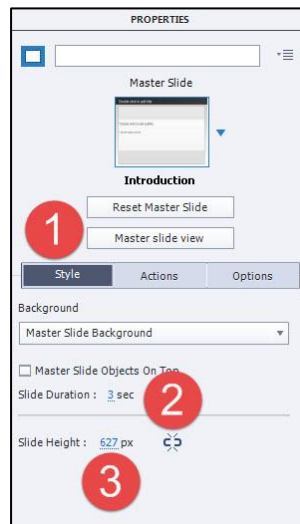 PROPERTIES
Master Slide
Introduction
Reset Master Slide
1
Master slide view
Style Actions Options
Background
Master Slide Background
Master Slide Objects On Top
Slide Duration : 3 sec
2
Slide Height : 627 px
3